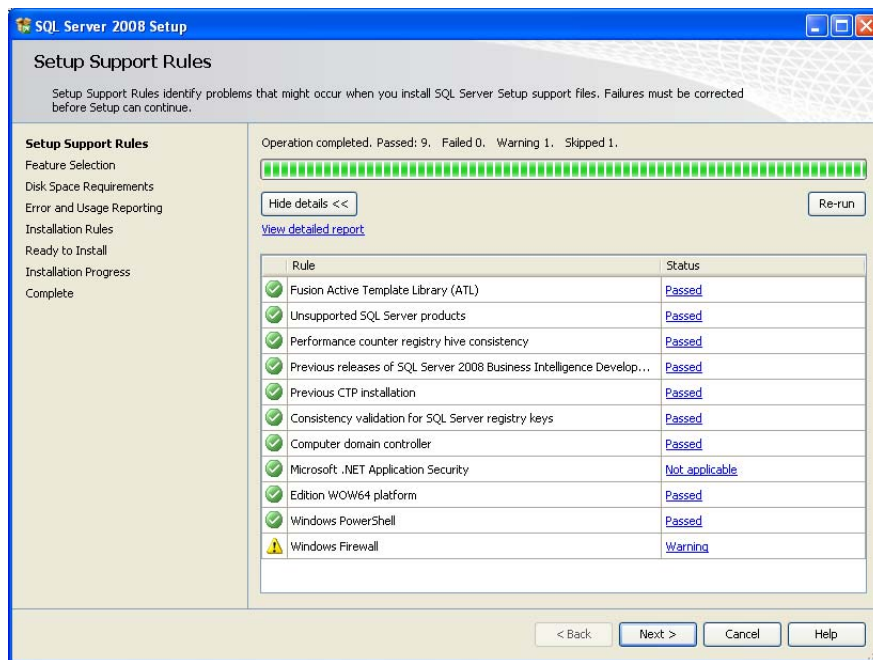 SQL Server 2008 Setup
Setup Support Rules
Setup Support Rules identify problems that might occur when you install SQL Server Setup support files. Failures must be corrected
before Setup can continue.
Setup Support Rules
Feature Selection
Disk Space Requirements
Error and Usage Reporting
Installation Rules
Ready to Install
Installation Progress
Complete
Operation completed. Passed: 9. Failed 0. Warning 1. Skipped 1.
Hide details <<
Re-run
View detailed report
Rule Status
Fusion Active Template Library (ATL) Passed
Unsupported SQL Server products Passed
Performance counter registry hive consistency Passed
Previous releases of SQL Server 2008 Business Intelligence Develop... Passed
Previous CTP installation Passed
Consistency validation for SQL Server registry keys Passed
Computer domain controller Passed
Microsoft .NET Application Security Not applicable
Edition WOW64 platform Passed
Windows PowerShell Passed
Windows Firewall Warning
< Back Next > Cancel Help